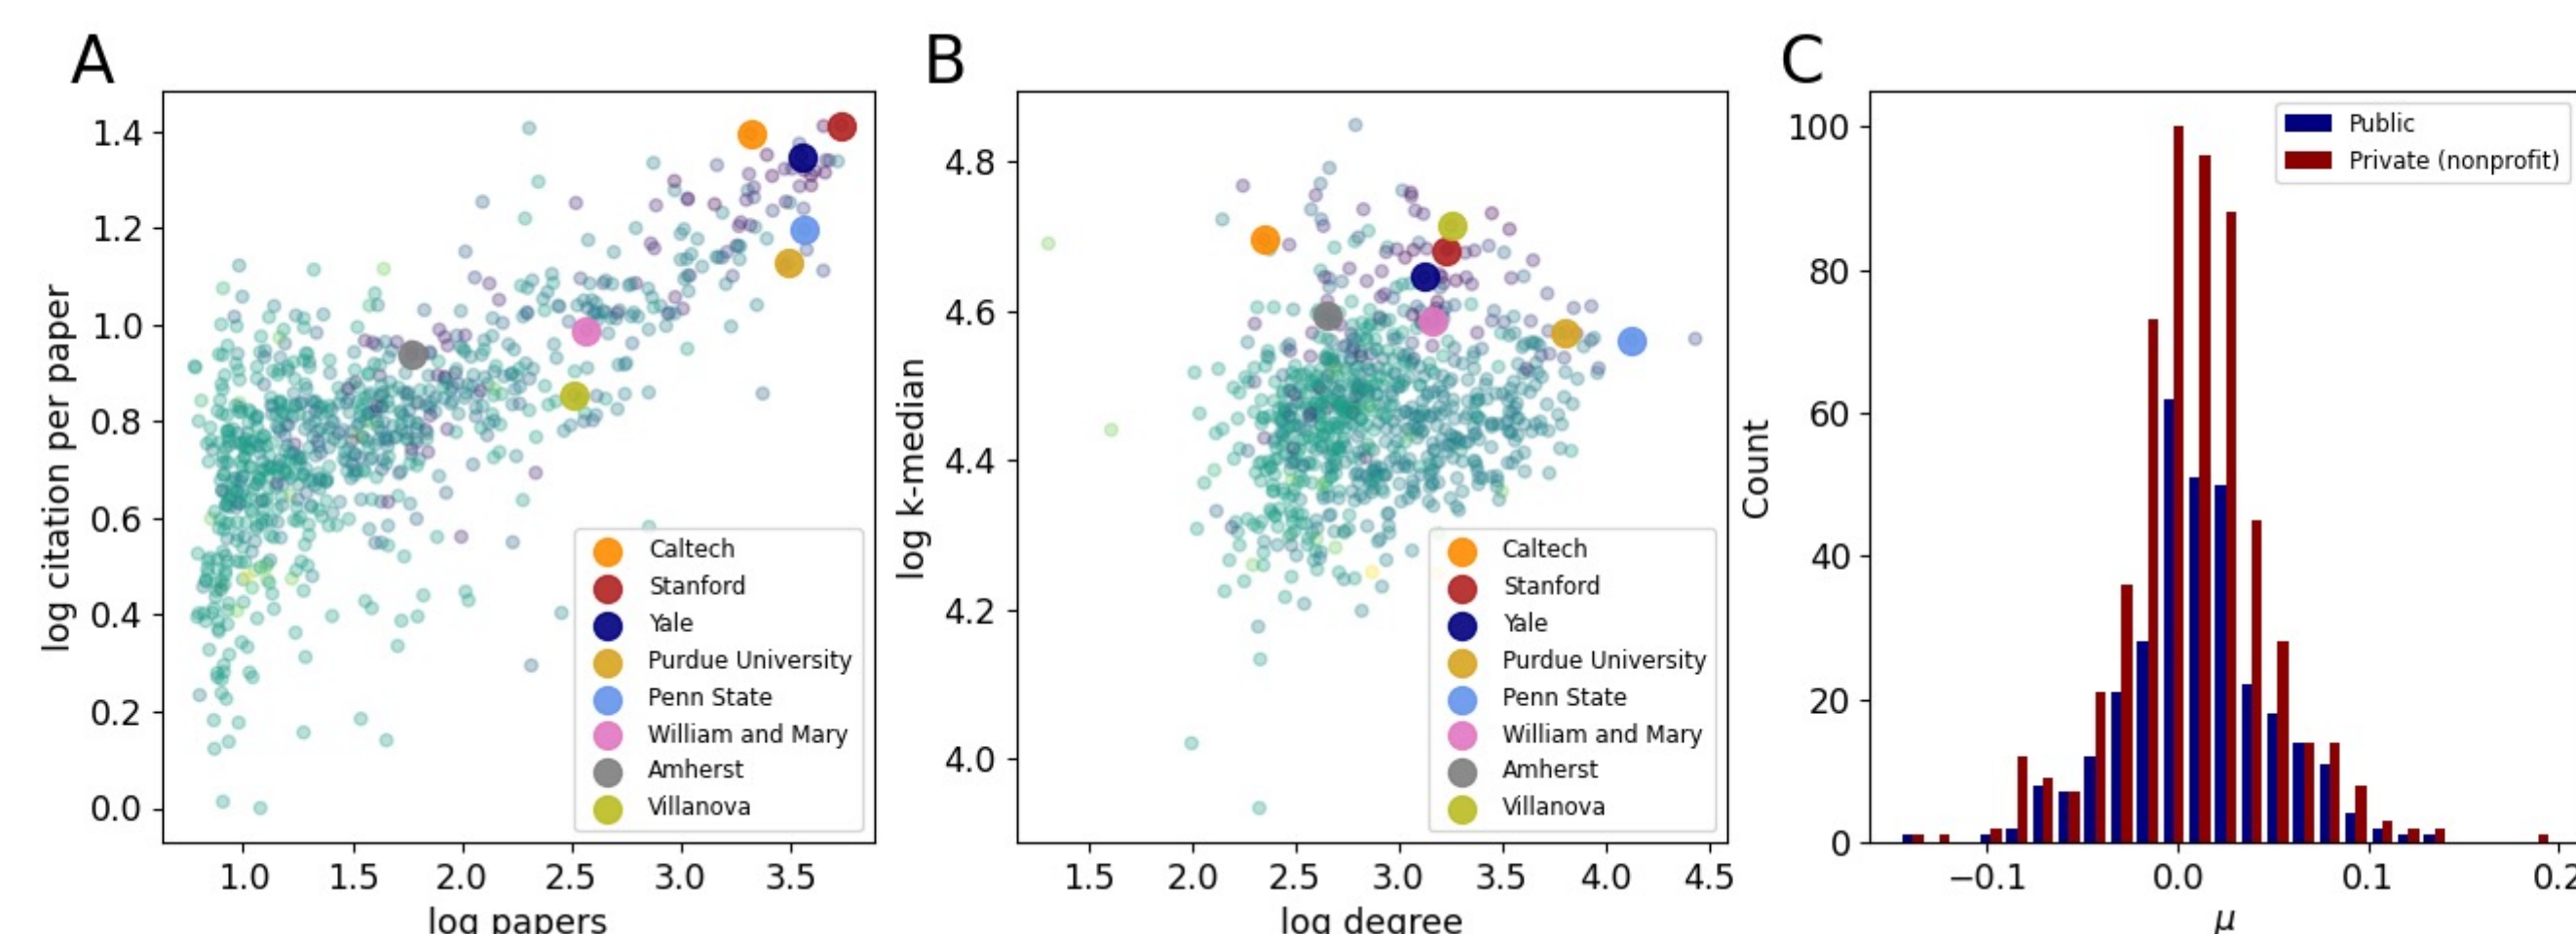 A
log citation per paper
1.4
1.2
1.0
0.8
0.6
0.4
0.2
0.0
Caltech
Stanford
Yale
Purdue University
Penn State
William and Mary
Amherst
Villanova
1.0 1.5 2.0 2.5 3.0 3.5
log papers
B
log k-median
4.8
4.6
4.4
4.2
4.0
Caltech
Stanford
Yale
Purdue University
Penn State
William and Mary
Amherst
Villanova
1.5 2.0 2.5 3.0 3.5 4.0 4.5
log degree
C
Count
100
80
60
40
20
0
Public
Private (nonprofit)
−0.1 0.0 0.1
μ